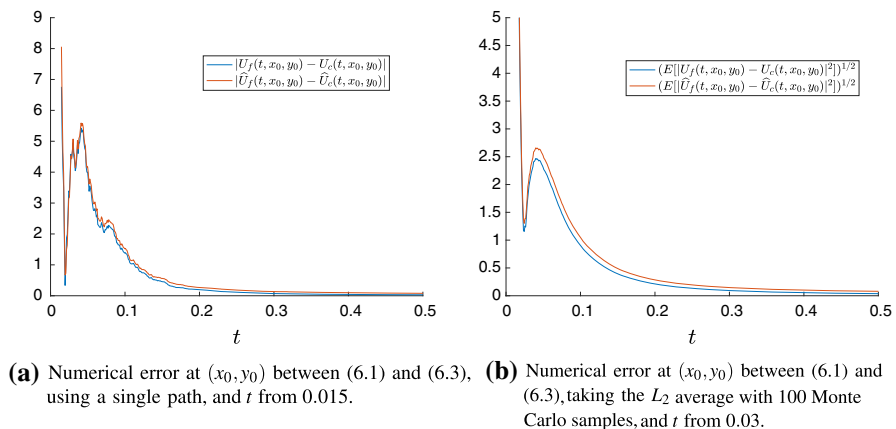 9
8
7
6
5
4
3
2
1
0
0 0.1 0.2 0.3 0.4 0.5
t
|U_f(t, x_0, y_0) − U_c(t, x_0, y_0)|
|Û_f(t, x_0, y_0) − Û_c(t, x_0, y_0)|
(a) Numerical error at (x_0, y_0) between (6.1) and (6.3),
using a single path, and t from 0.015.
5
4.5
4
3.5
3
2.5
2
1.5
1
0.5
0
0 0.1 0.2 0.3 0.4 0.5
t
(E[|U_f(t, x_0, y_0) − U_c(t, x_0, y_0)|²])^{1/2}
(E[|Û_f(t, x_0, y_0) − Û_c(t, x_0, y_0)|²])^{1/2}
(b) Numerical error at (x_0, y_0) between (6.1) and
(6.3), taking the L_2 average with 100 Monte
Carlo samples, and t from 0.03.